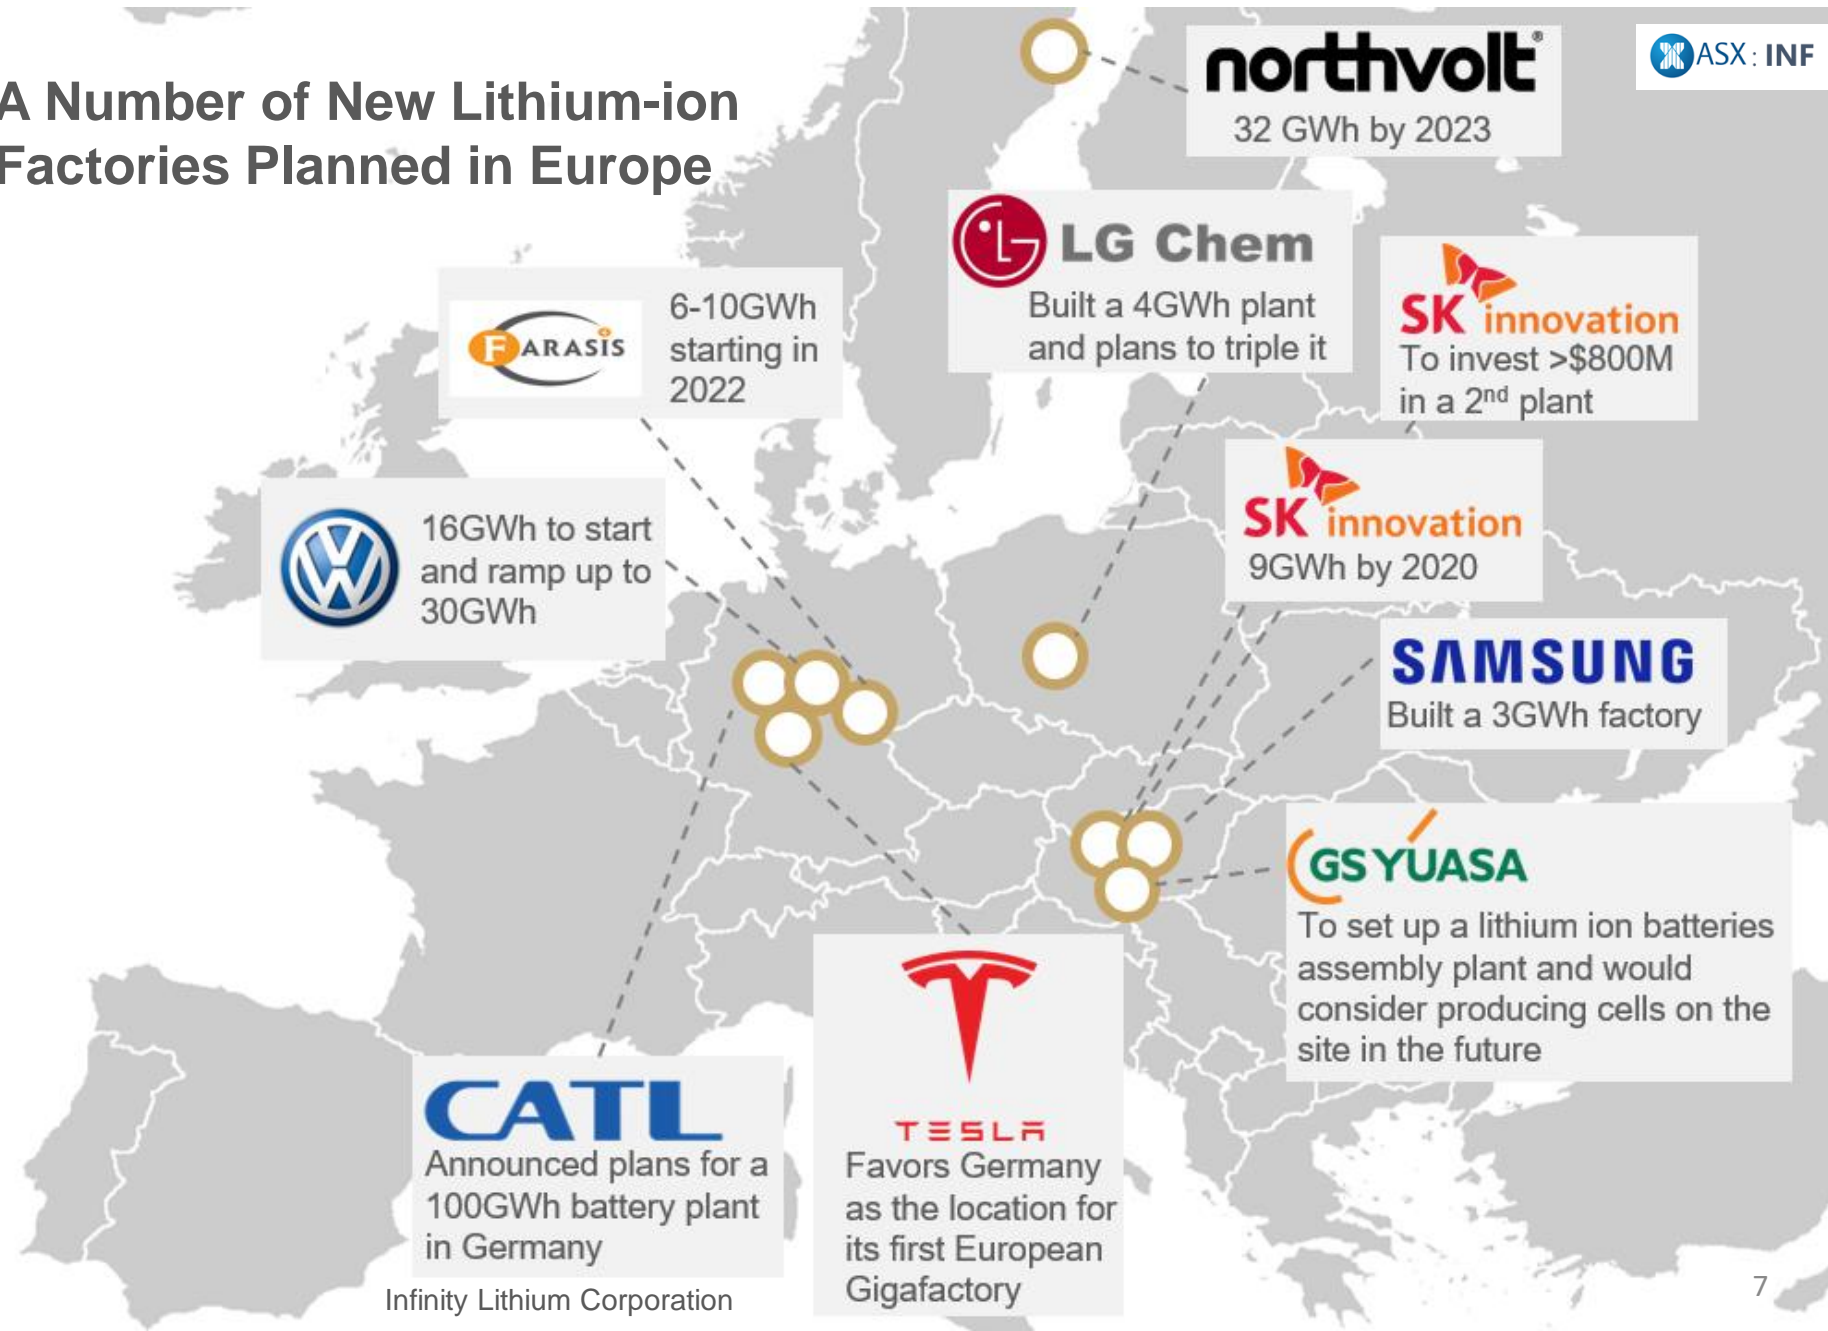 A Number of New Lithium-ion
Factories Planned in Europe
northvolt®
32 GWh by 2023
ASX: INF
LG Chem
Built a 4GWh plant
and plans to triple it
SK innovation
To invest >$800M
in a 2nd plant
FARASIS
6-10GWh
starting in
2022
SK innovation
9GWh by 2020
16GWh to start
and ramp up to
30GWh
SAMSUNG
Built a 3GWh factory
GS YUASA
To set up a lithium ion batteries
assembly plant and would
consider producing cells on the
site in the future
CATL
Announced plans for a
100GWh battery plant
in Germany
TESLA
Favors Germany
as the location for
its first European
Gigafactory
Infinity Lithium Corporation
7